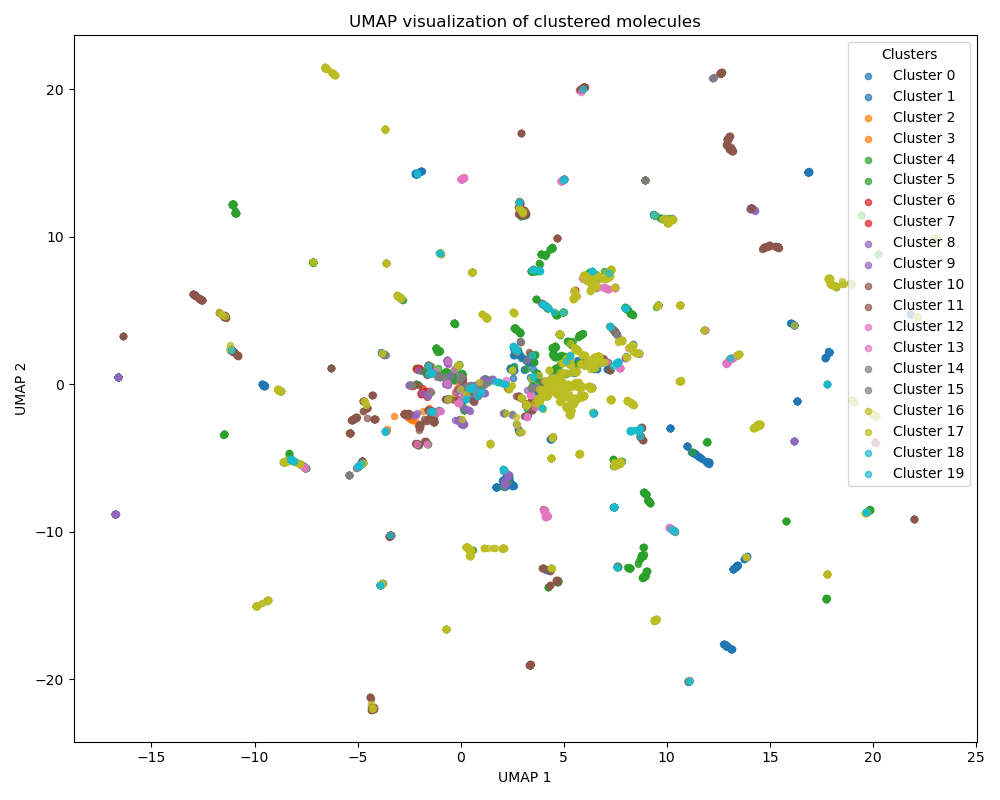 UMAP visualization of clustered molecules
Clusters
Cluster 0
Cluster 1
Cluster 2
Cluster 3
Cluster 4
Cluster 5
Cluster 6
Cluster 7
Cluster 8
Cluster 9
Cluster 10
Cluster 11
Cluster 12
Cluster 13
Cluster 14
Cluster 15
Cluster 16
Cluster 17
Cluster 18
Cluster 19
UMAP 2
20
10
0
−10
−20
−15 −10 −5 0 5 10 15 20 25
UMAP 1